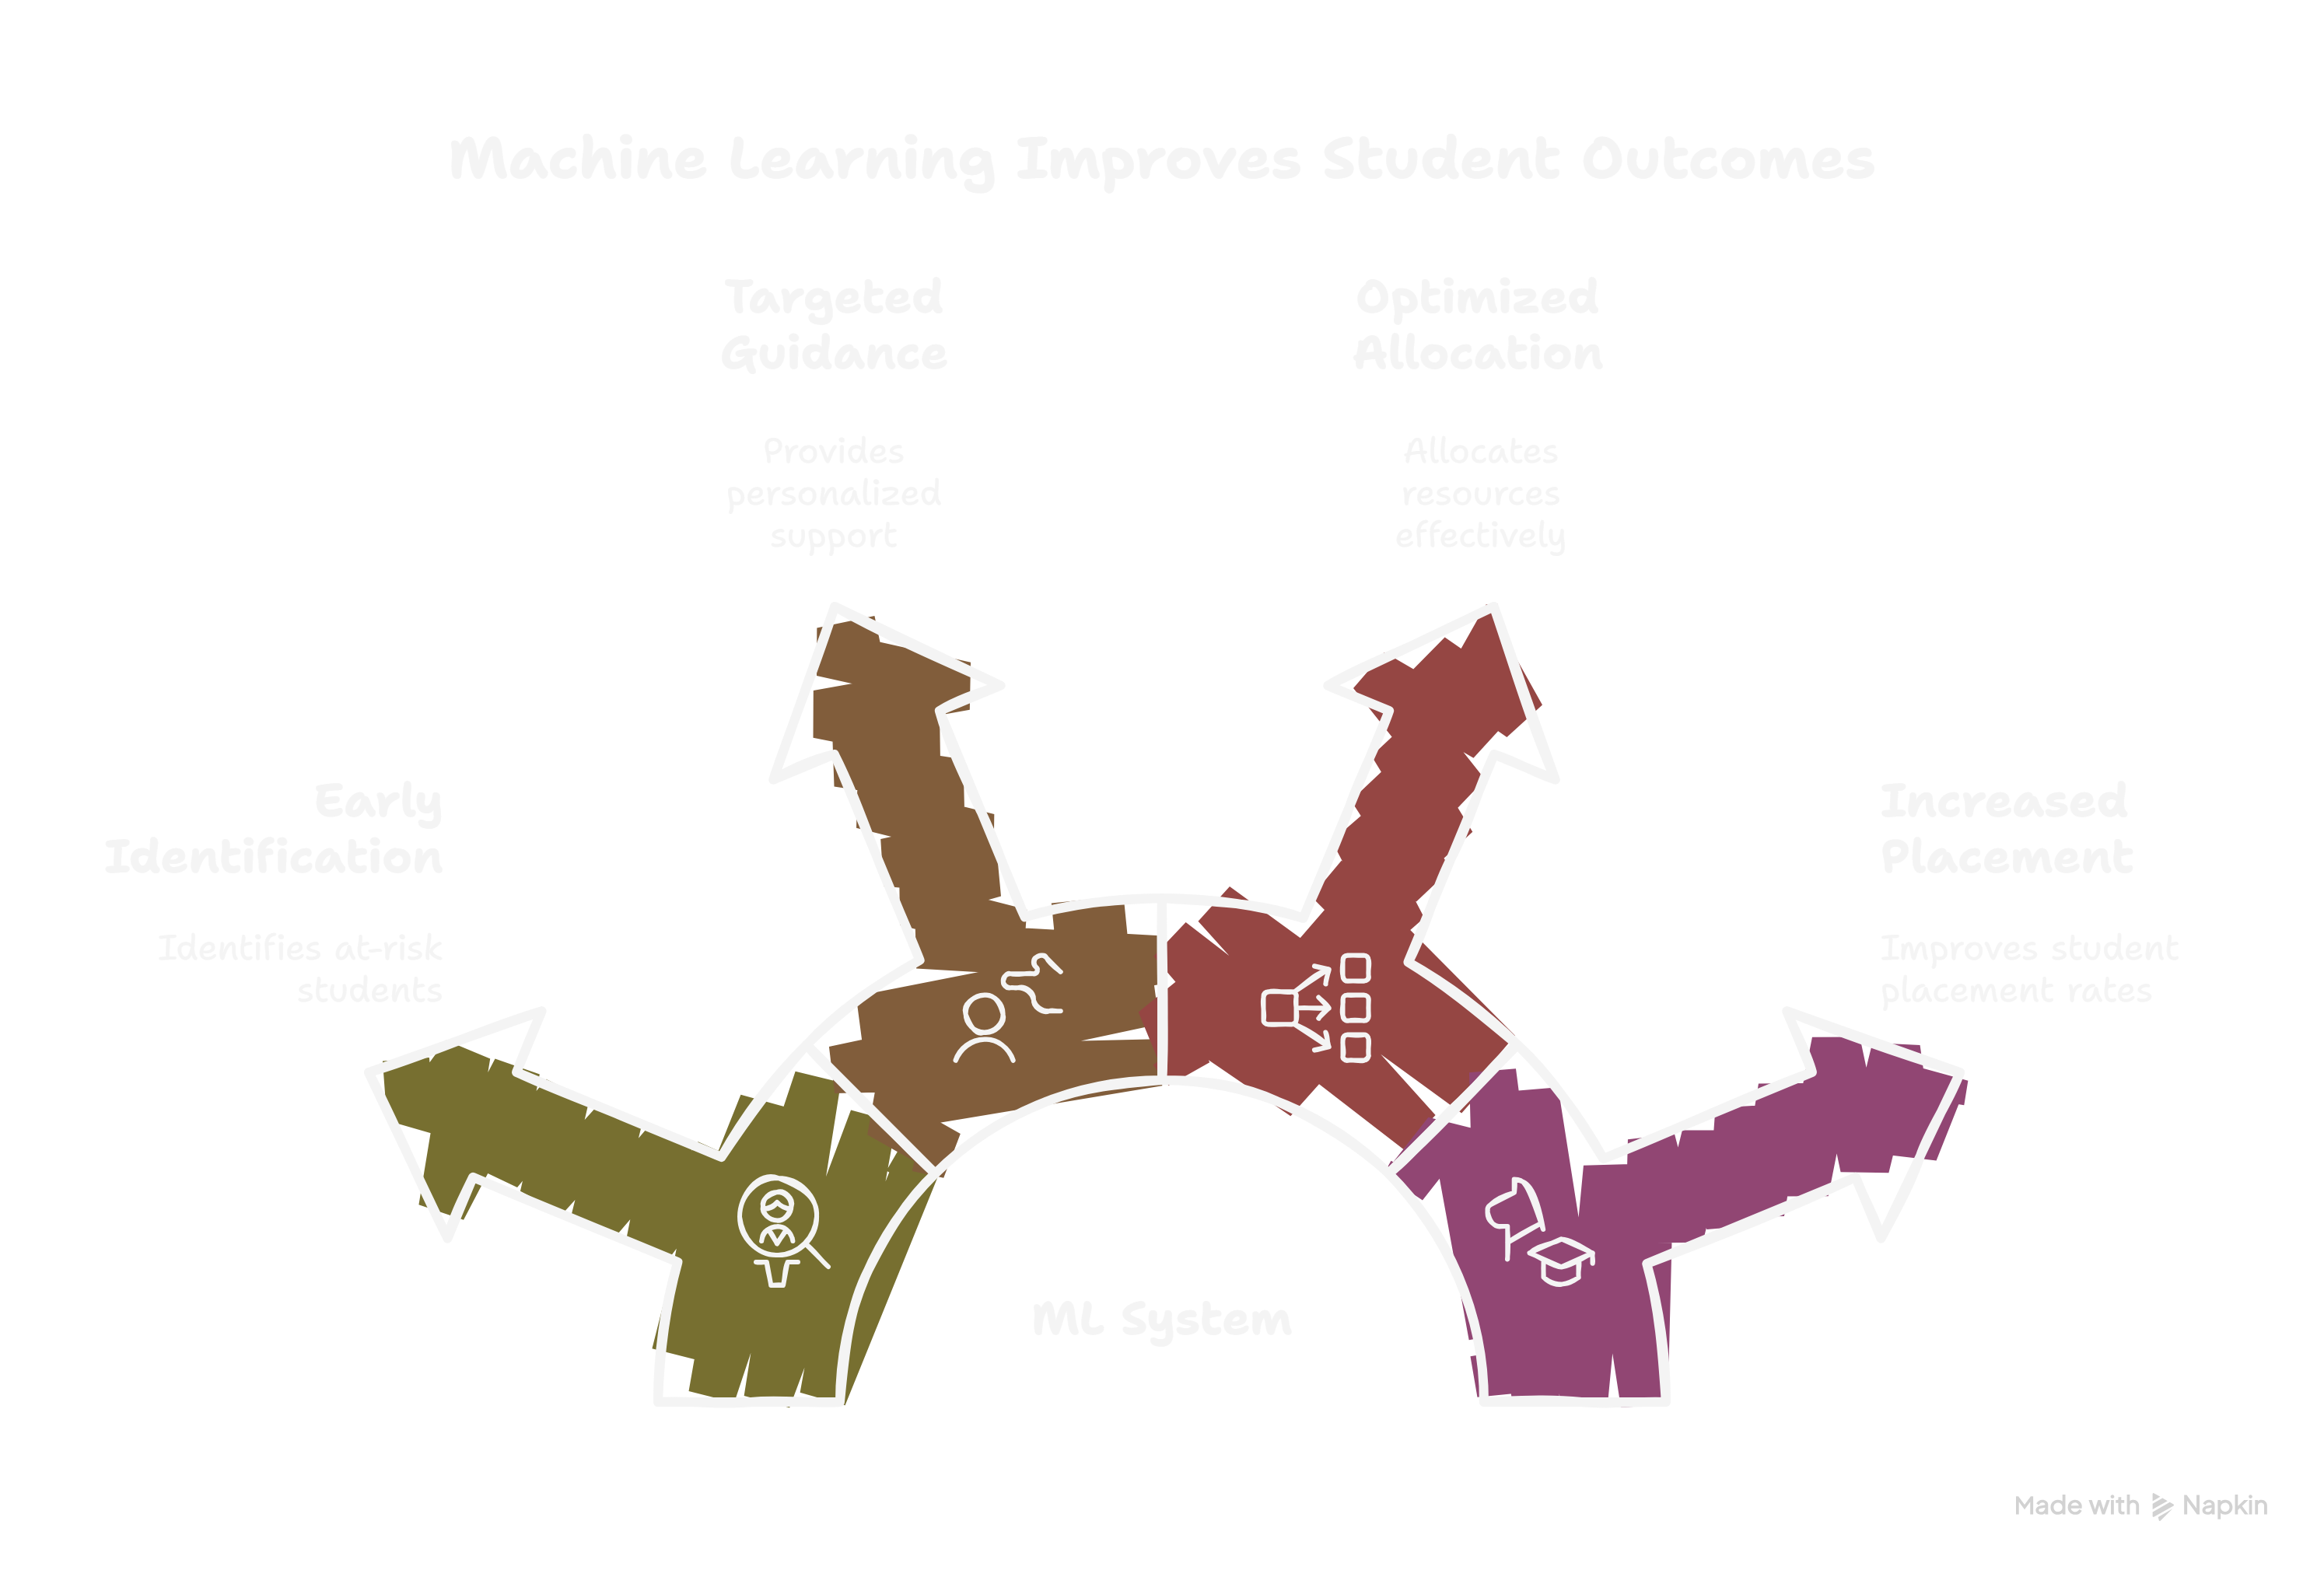 Machine Learning Improves Student Outcomes
Targeted
Guidance
Provides
personalized
support
Optimized
Allocation
Allocates
resources
effectively
Early
Identification
Identifies at-risk
students
Increased
Placement
Improves student
placement rates
ML System
Made with Napkin